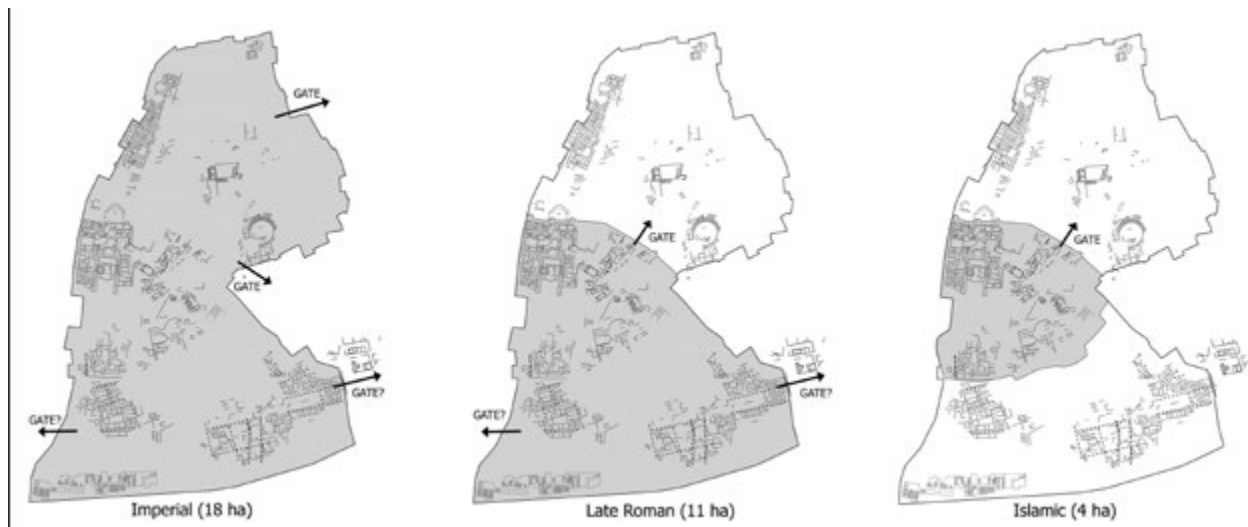 GATE
GATE
GATE?
GATE?
Imperial (18 ha)
GATE
GATE?
GATE?
Late Roman (11 ha)
GATE
Islamic (4 ha)